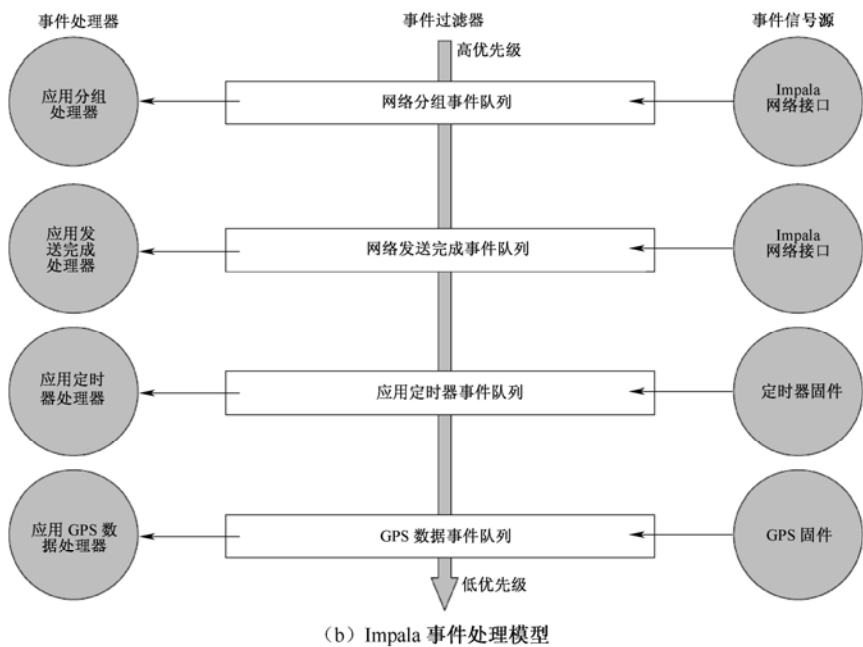 事件处理器
事件过滤器
事件信号源
高优先级
应用分组
处理器
网络分组事件队列
Impala
网络接口
应用发
送完成
处理器
网络发送完成事件队列
Impala
网络接口
应用定时
器处理器
应用定时器事件队列
定时器固件
应用 GPS 数
据处理器
GPS 数据事件队列
GPS 固件
低优先级
（b）Impala 事件处理模型